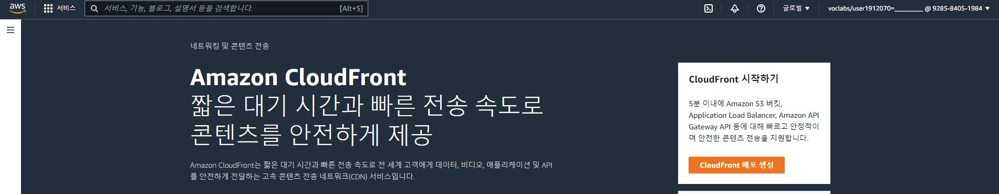 aws
서비스
서비스, 기능, 블로그, 설명서 등을 검색합니다.
[Alt+S]
글로벌
voclabs/user1912070=________ @ 9285-8405-1984
네트워킹 및 콘텐츠 전송
Amazon CloudFront
짧은 대기 시간과 빠른 전송 속도로
콘텐츠를 안전하게 제공
Amazon CloudFront는 짧은 대기 시간과 빠른 전송 속도로 전 세계 고객에게 데이터, 비디오, 애플리케이션 및 API
를 안전하게 전달하는 고속 콘텐츠 전송 네트워크(CDN) 서비스입니다.
CloudFront 시작하기
5분 이내에 Amazon S3 버킷,
Application Load Balancer, Amazon API
Gateway API 등에 대해 빠르고 안정적이
며 안전한 콘텐츠 전송을 지원합니다.
CloudFront 배포 생성